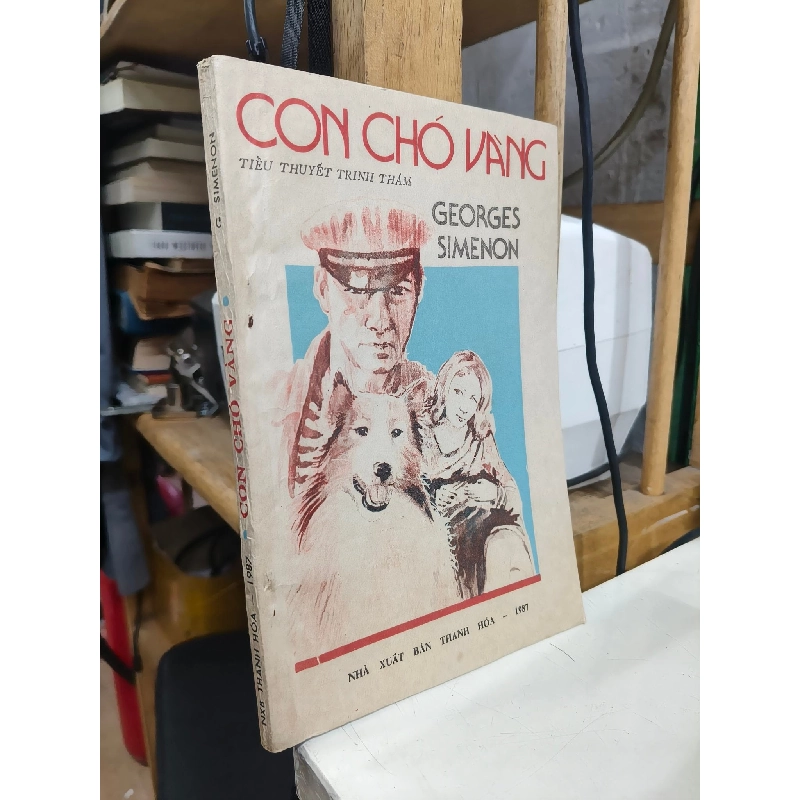 CON CHÓ VÀNG
TIỂU THUYẾT TRINH THÁM
GEORGES
SIMENON
NHÀ XUẤT BẢN THANH HÓA - 1987
G SIMENON
CON CHÓ VÀNG
NXB THANH HÓA - 1987